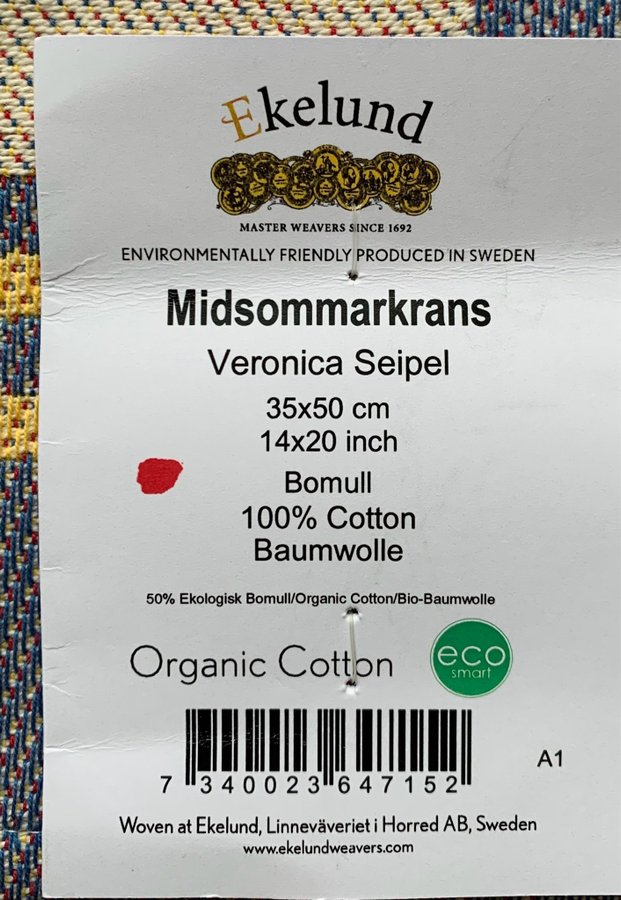 Ekelund
MASTER WEAVERS SINCE 1692
ENVIRONMENTALLY FRIENDLY PRODUCED IN SWEDEN
Midsommarkrans
Veronica Seipel
35x50 cm
14x20 inch
Bomull
100% Cotton
Baumwolle
50% Ekologisk Bomull/Organic Cotton/Bio-Baumwolle
Organic Cotton
eco
smart
A1
7 340023 647152
Woven at Ekelund, Linneväveriet i Horred AB, Sweden
www.ekelundweavers.com